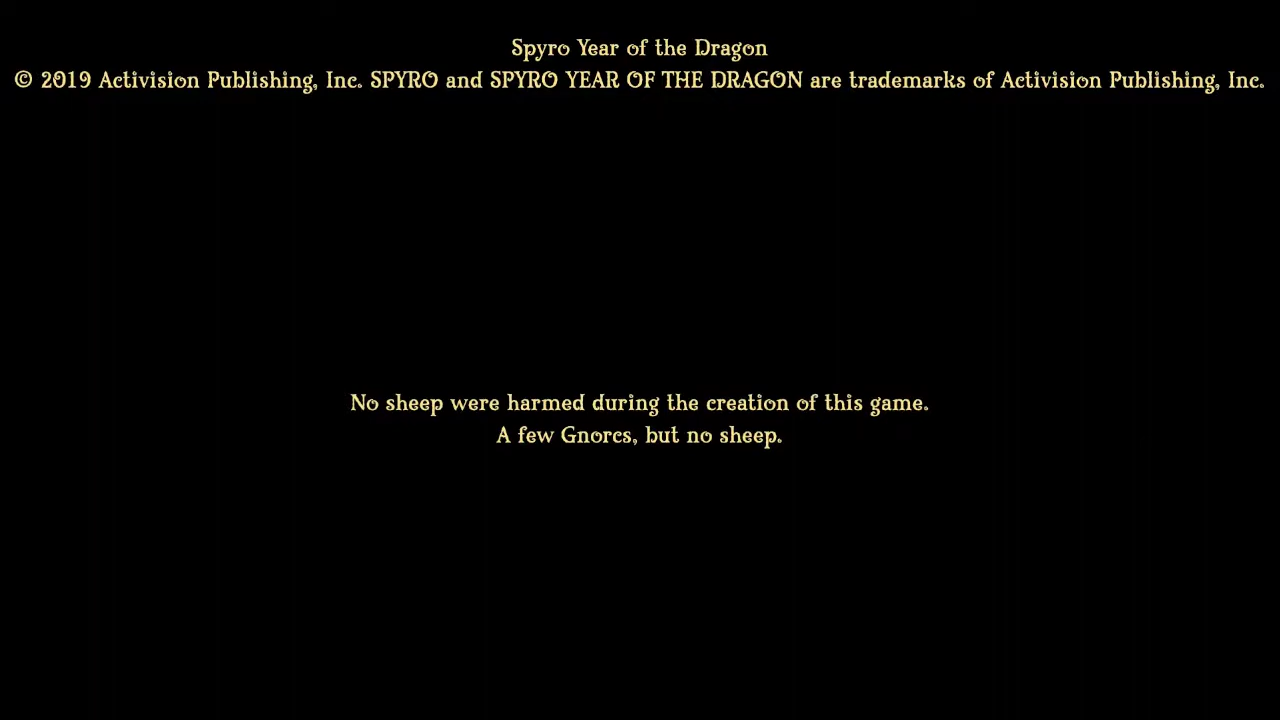 Spyro Year of the Dragon
© 2019 Activision Publishing, Inc. SPYRO and SPYRO YEAR OF THE DRAGON are trademarks of Activision Publishing, Inc.
No sheep were harmed during the creation of this game.
A few Gnorcs, but no sheep.